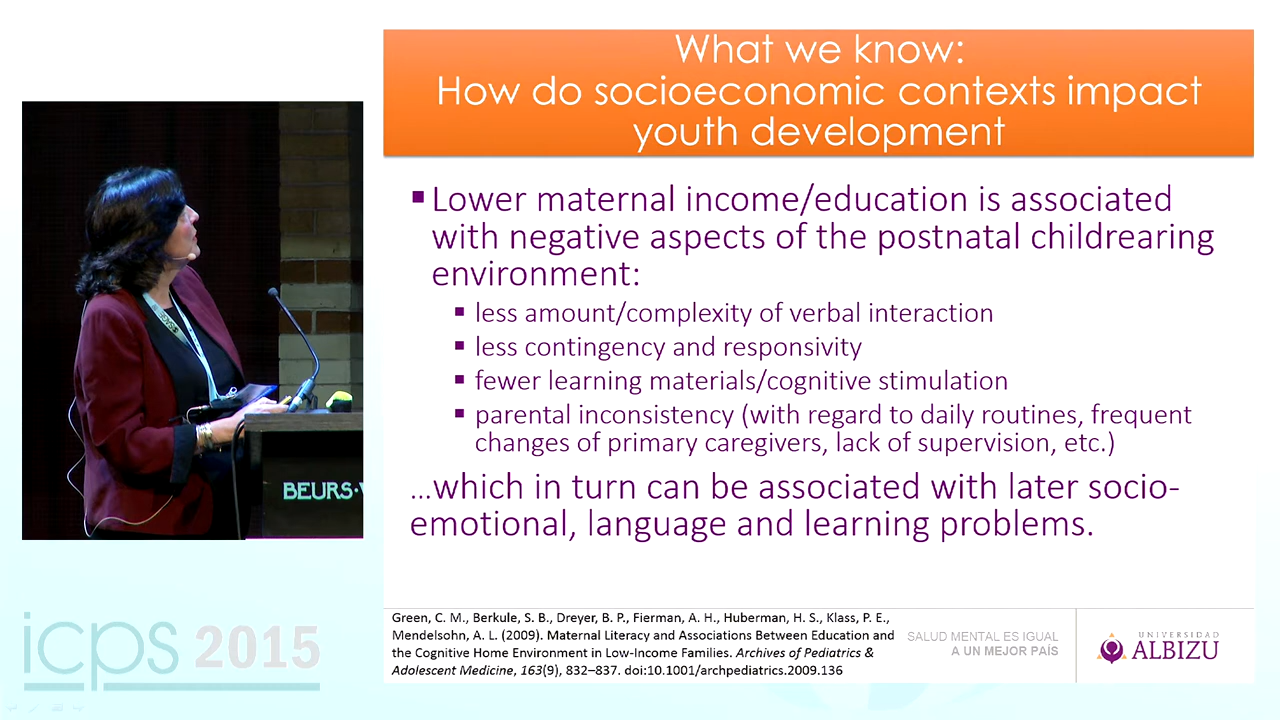 What we know:
How do socioeconomic contexts impact
youth development
▪ Lower maternal income/education is associated
with negative aspects of the postnatal childrearing
environment:
▪ less amount/complexity of verbal interaction
▪ less contingency and responsivity
▪ fewer learning materials/cognitive stimulation
▪ parental inconsistency (with regard to daily routines, frequent
changes of primary caregivers, lack of supervision, etc.)
...which in turn can be associated with later socio-
emotional, language and learning problems.
BEURS
Green, C. M., Berkule, S. B., Dreyer, B. P., Fierman, A. H., Huberman, H. S., Klass, P. E.,
Mendelsohn, A. L. (2009). Maternal Literacy and Associations Between Education and
the Cognitive Home Environment in Low-Income Families. Archives of Pediatrics &
Adolescent Medicine, 163(9), 832–837. doi:10.1001/archpediatrics.2009.136
SALUD MENTAL ES IGUAL
A UN MEJOR PAÍS
UNIVERSIDAD
ALBIZU
icps 2015